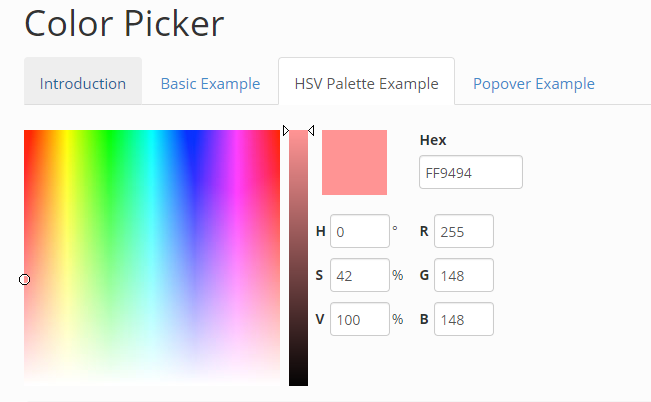 Color Picker
Introduction Basic Example HSV Palette Example Popover Example
Hex
FF9494
H 0 ° R 255
S 42 % G 148
V 100 % B 148